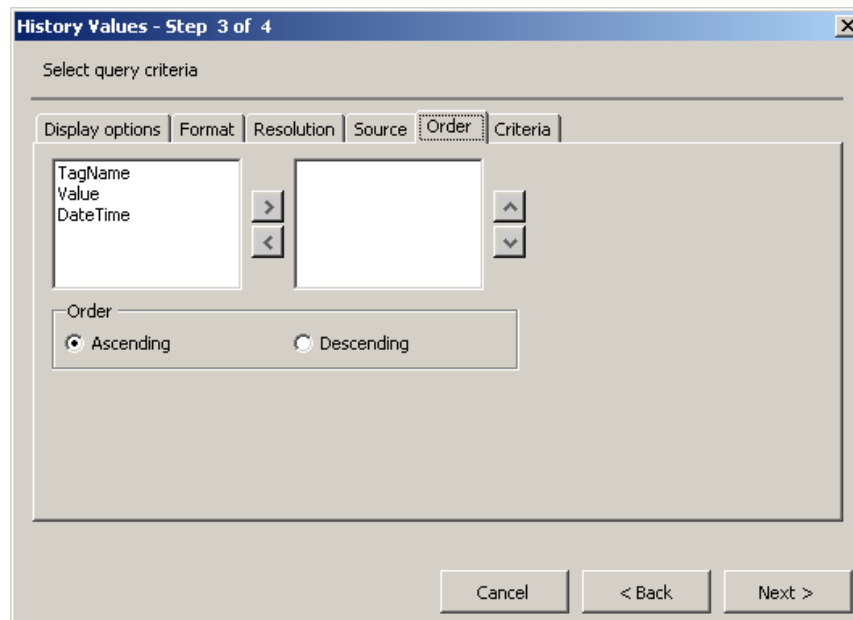 History Values - Step 3 of 4
Select query criteria
Display options Format Resolution Source Order Criteria
TagName
Value
DateTime
Order
Ascending Descending
Cancel < Back Next >